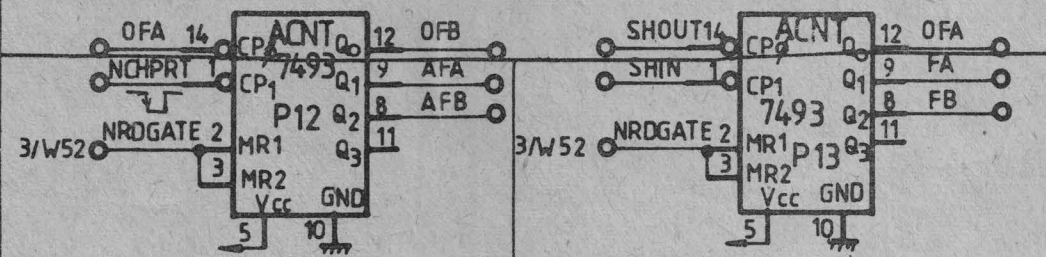 OFA 14 CP0 ACNT Q0 12 OFB
NCHPRT 1 CP1 7493 Q1 9 AFA
P12 Q2 8 AFB
3/W52 NRDGATE 2 MR1 Q3 11
3 MR2
Vcc GND
5 10
SHOUT 14 CP0 ACNT Q0 12 OFA
SHIN 1 CP1 7493 Q1 9 FA
Q2 8 FB
3/W52 NRDGATE 2 MR1 P13 Q3 11
3 MR2
Vcc GND
5 10